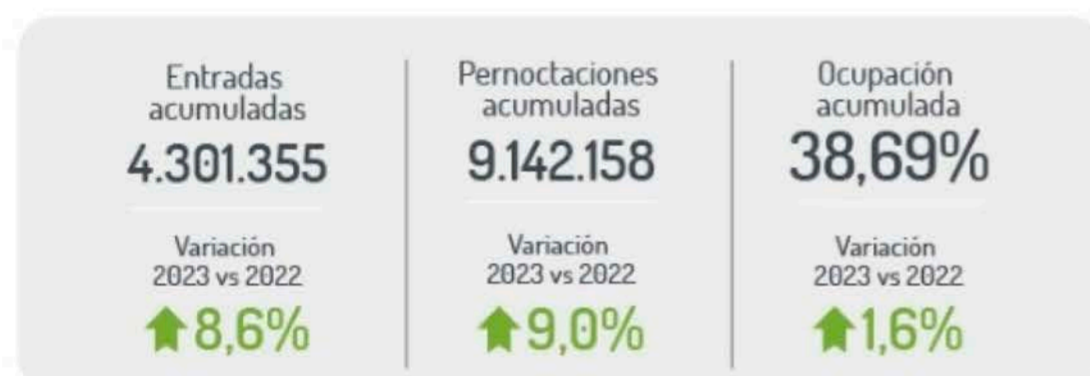 Entradas
acumuladas
4.301.355
Variación
2023 vs 2022
8,6%
Pernoctaciones
acumuladas
9.142.158
Variación
2023 vs 2022
9,0%
Ocupación
acumulada
38,69%
Variación
2023 vs 2022
1,6%